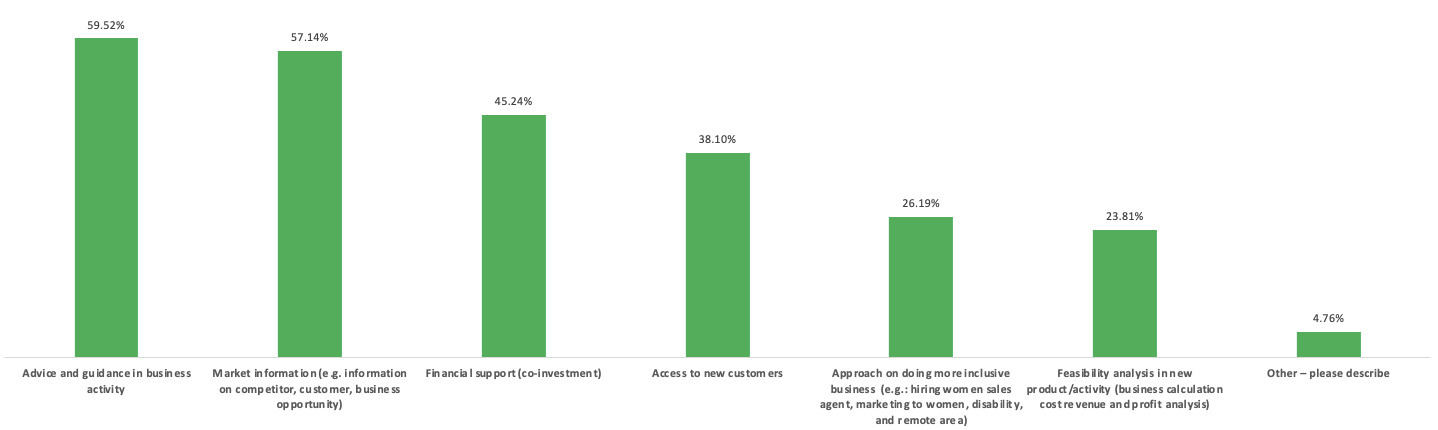 59.52%
57.14%
45.24%
38.10%
26.19%
23.81%
4.76%
Advice and guidance in business
activity
Market information (e.g. information
on competitor, customer, business
opportunity)
Financial support (co-investment)
Access to new customers
Approach on doing more inclusive
business (e.g.: hiring women sales
agent, marketing to women, disability,
and remote area)
Feasibility analysis in new
product/activity (business calculation
cost revenue and profit analysis)
Other – please describe